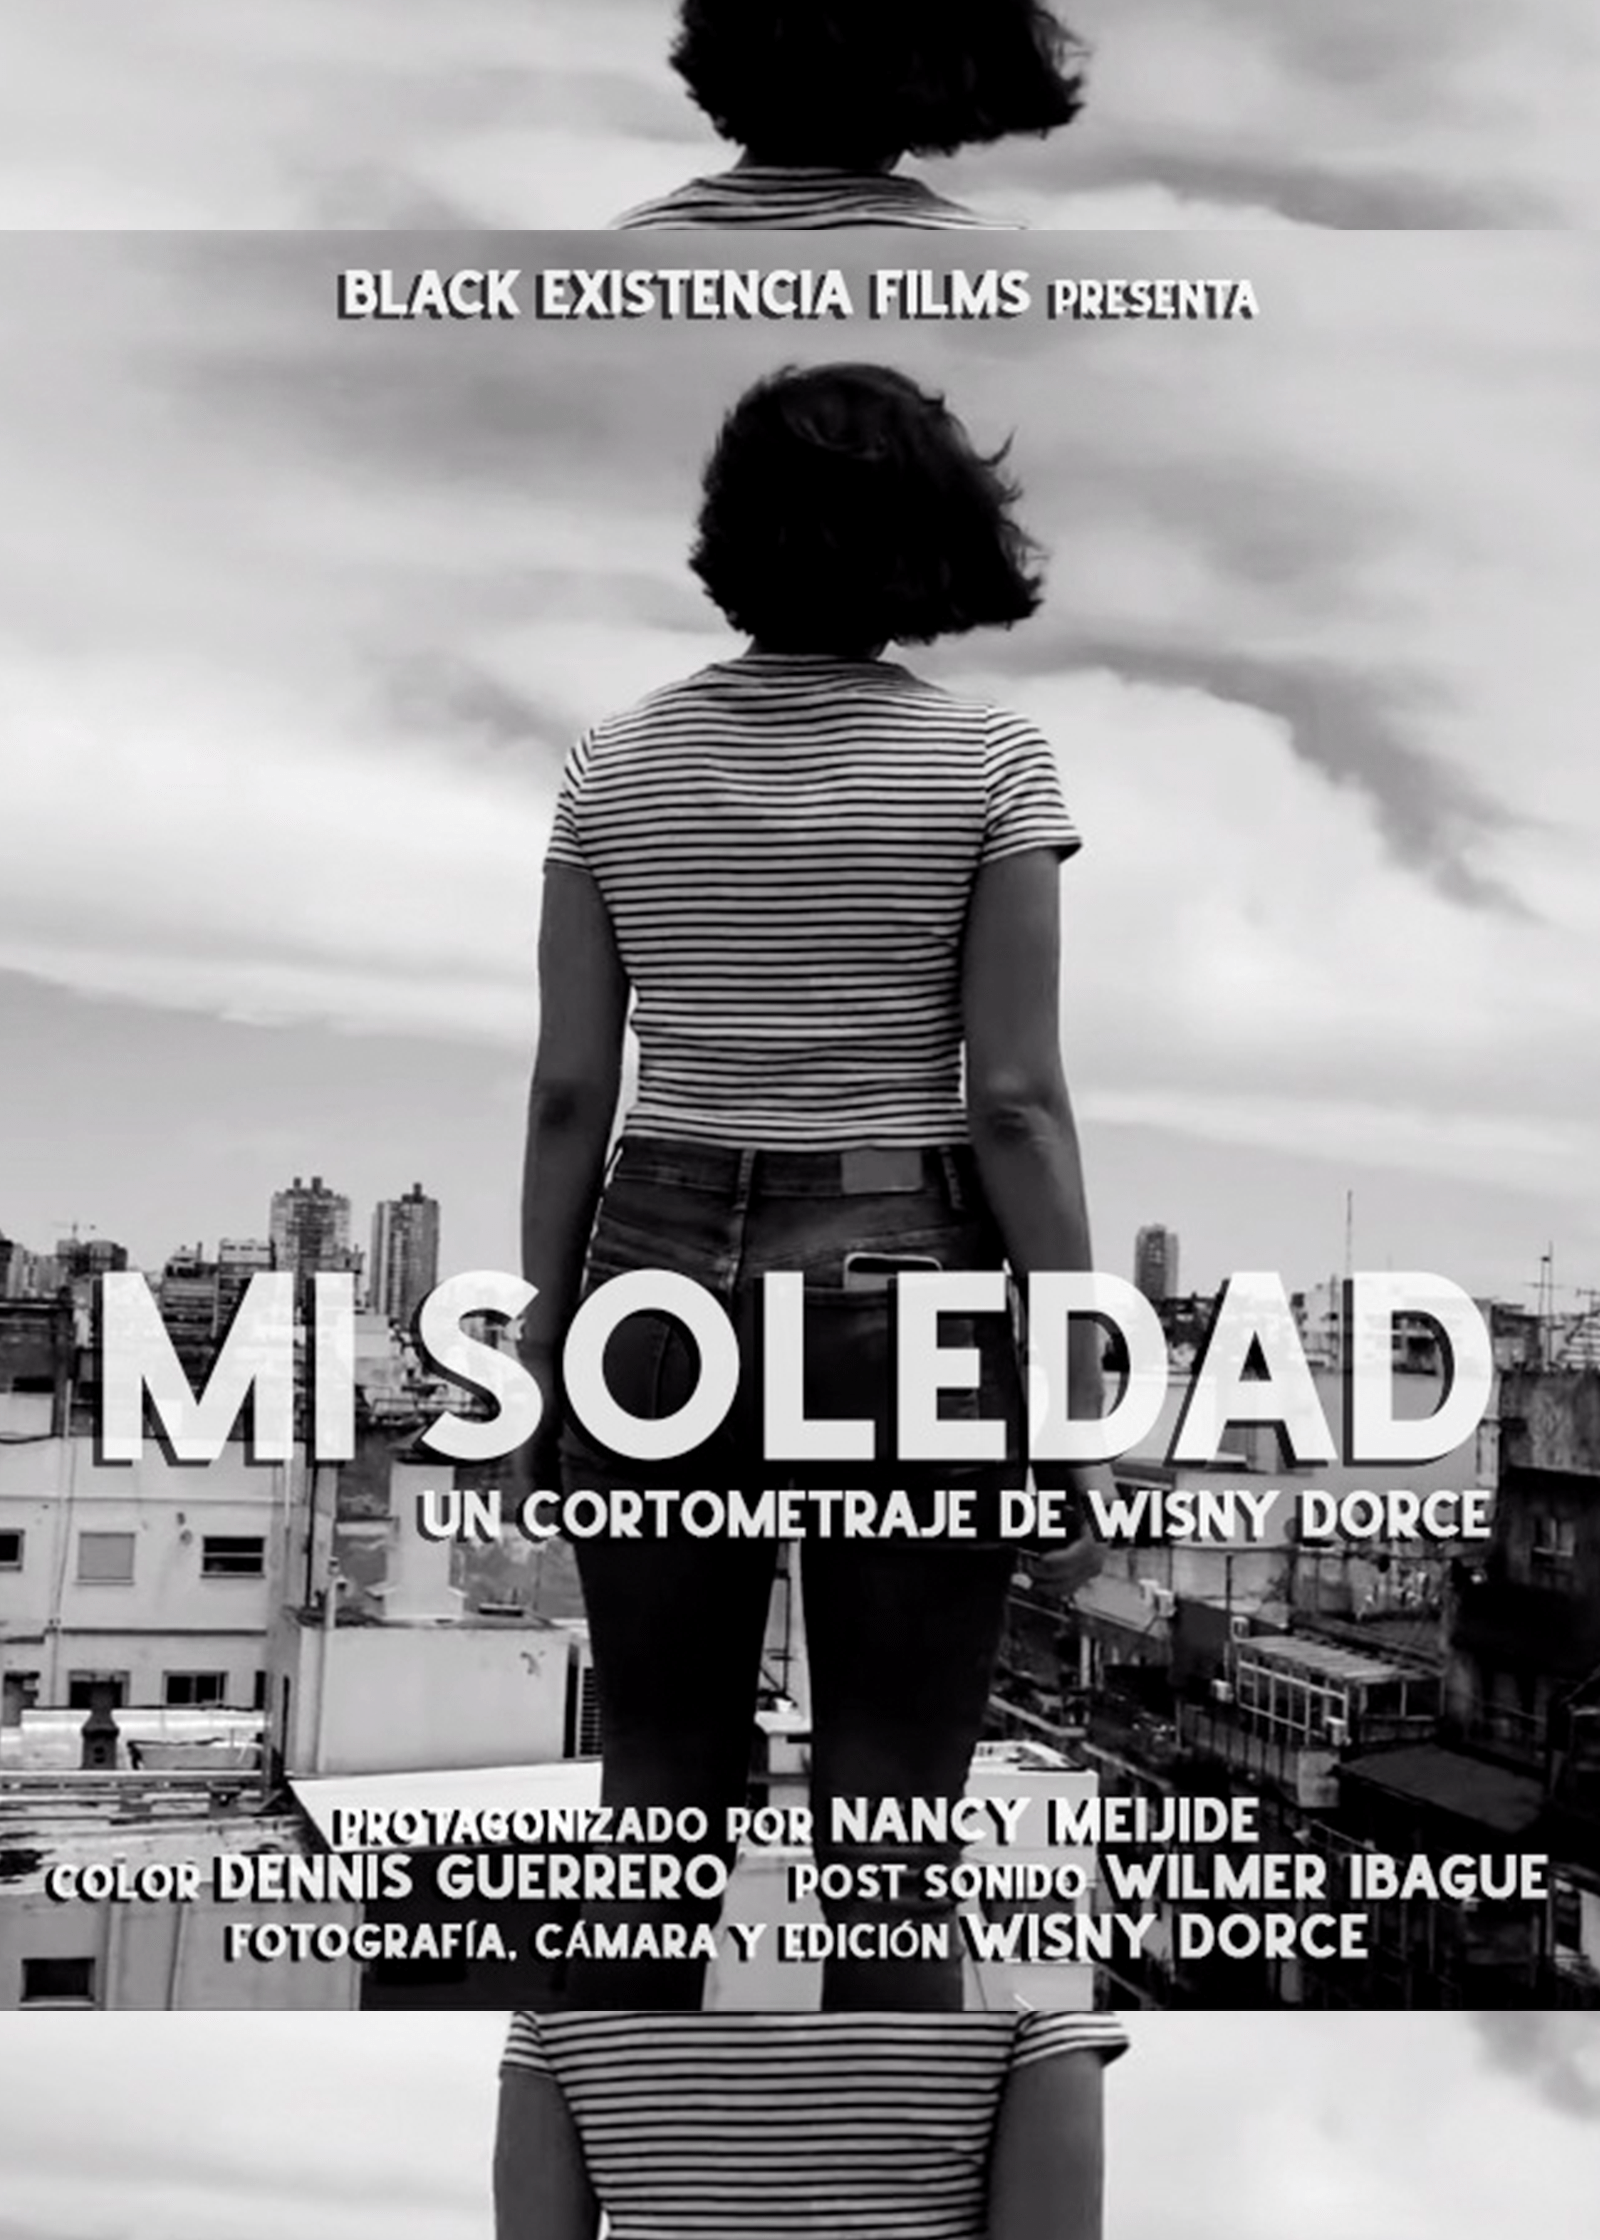 BLACK EXISTENCIA FILMS PRESENTA
MI SOLEDAD
UN CORTOMETRAJE DE WISNY DORCE
PROTAGONIZADO POR NANCY MEIJIDE
COLOR DENNIS GUERRERO POST SONIDO WILMER IBAGUE
FOTOGRAFÍA, CÁMARA Y EDICIÓN WISNY DORCE